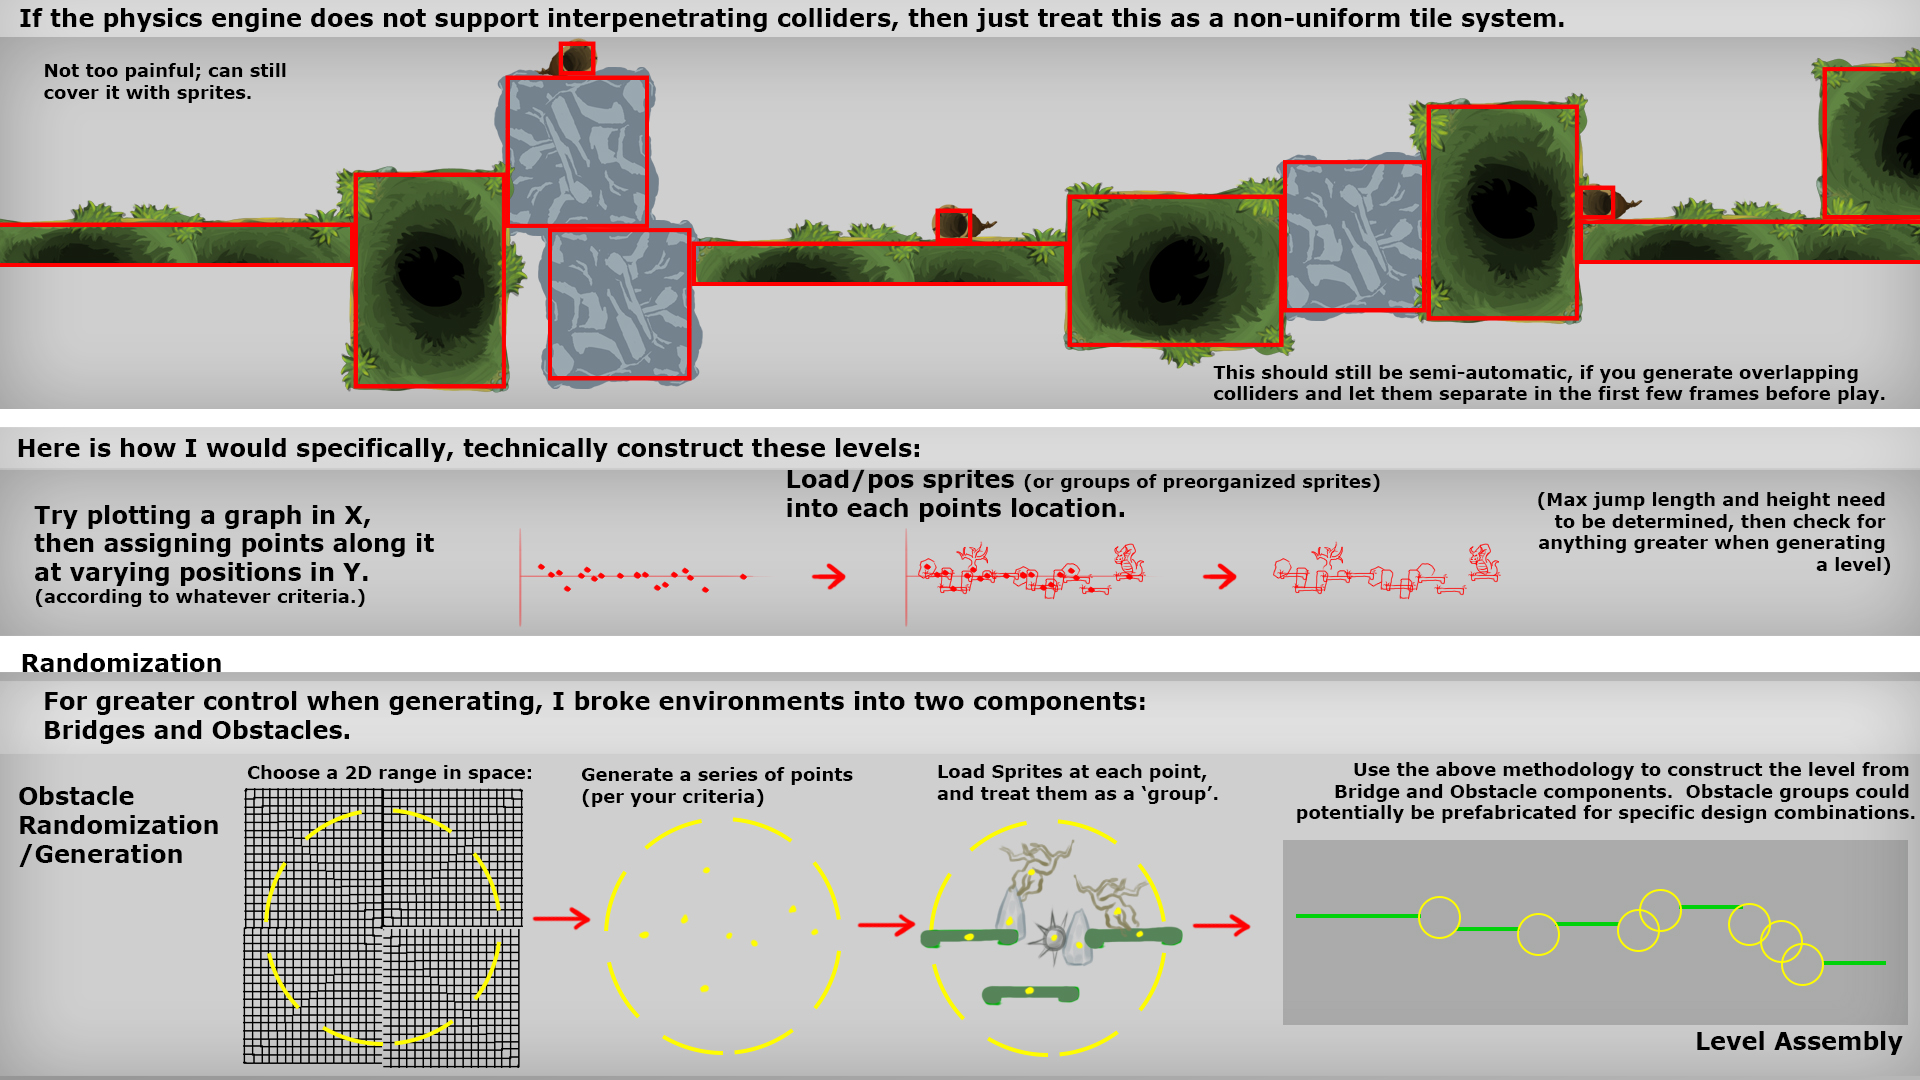 If the physics engine does not support interpenetrating colliders, then just treat this as a non-uniform tile system.
Not too painful; can still
cover it with sprites.
This should still be semi-automatic, if you generate overlapping
colliders and let them separate in the first few frames before play.
Here is how I would specifically, technically construct these levels:
Try plotting a graph in X,
then assigning points along it
at varying positions in Y.
(according to whatever criteria.)
Load/pos sprites (or groups of preorganized sprites)
into each points location.
(Max jump length and height need
to be determined, then check for
anything greater when generating
a level)
Randomization
For greater control when generating, I broke environments into two components:
Bridges and Obstacles.
Obstacle
Randomization
/Generation
Choose a 2D range in space:
Generate a series of points
(per your criteria)
Load Sprites at each point,
and treat them as a ‘group’.
Use the above methodology to construct the level from
Bridge and Obstacle components.  Obstacle groups could
potentially be prefabricated for specific design combinations.
Level Assembly